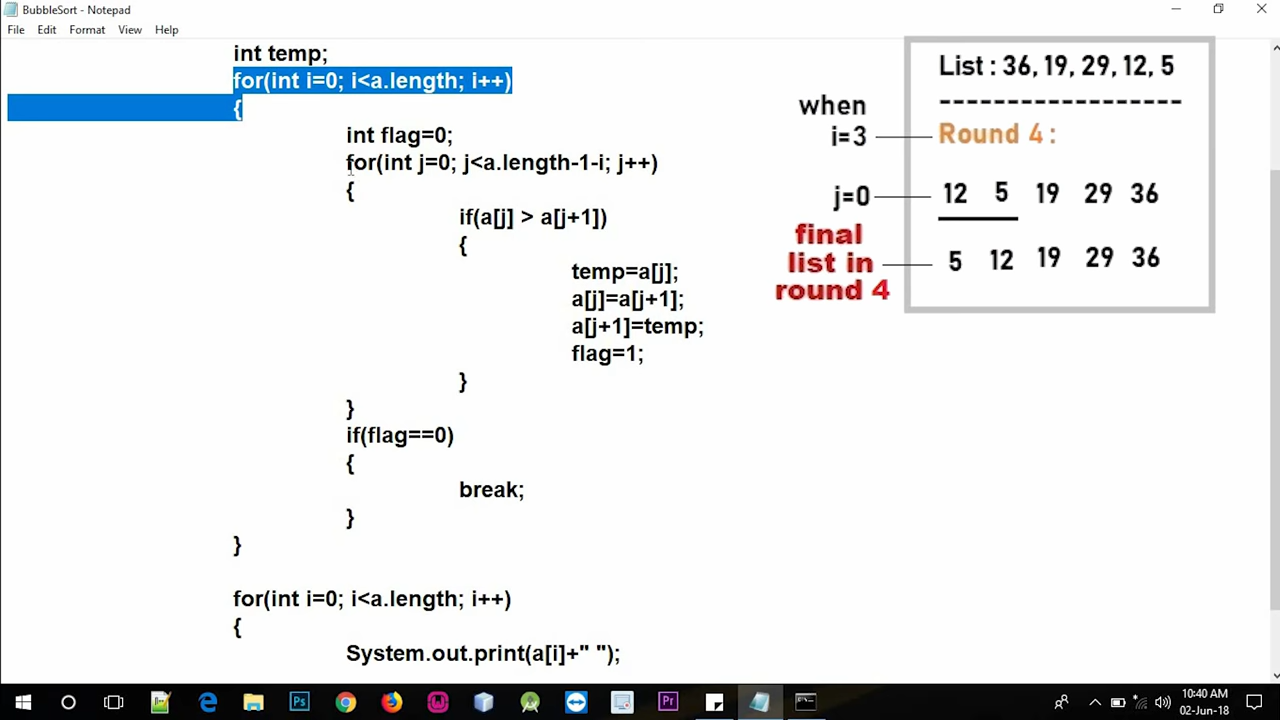 BubbleSort - Notepad
File Edit Format View Help
int temp;
for(int i=0; i<a.length; i++)
{
int flag=0;
for(int j=0; j<a.length-1-i; j++)
{
if(a[j] > a[j+1])
{
temp=a[j];
a[j]=a[j+1];
a[j+1]=temp;
flag=1;
}
}
if(flag==0)
{
break;
}
}
for(int i=0; i<a.length; i++)
{
System.out.print(a[i]+" ");
List : 36, 19, 29, 12, 5
------------------
when
i=3
Round 4 :
j=0
12 5 19 29 36
final
list in
round 4
5 12 19 29 36
Ps
Pr
10:40 AM
02-Jun-18